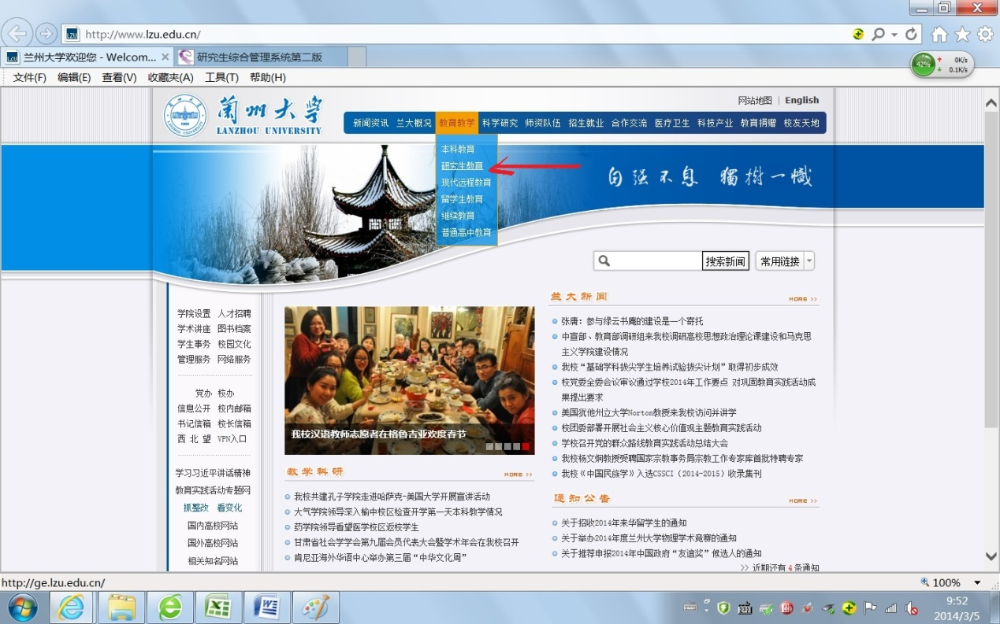 http://www.lzu.edu.cn/
兰州大学欢迎您 - Welcom...
研究生综合管理系统第二版
42%
0K/s
0.1K/s
文件(F) 编辑(E) 查看(V) 收藏夹(A) 工具(T) 帮助(H)
网站地图 | English
兰州大学
LANZHOU UNIVERSITY
新闻资讯 兰大概况 教育教学 科学研究 师资队伍 招生就业 合作交流 医疗卫生 科技产业 教育捐赠 校友天地
本科教育
研究生教育
现代远程教育
留学生教育
继续教育
普通高中教育
自强不息 獨樹一幟
搜索新闻 常用链接
学院设置 人才招聘
学术讲座 图书档案
学生事务 校园文化
管理服务 网络服务
党办 校办
信息公开 校内邮箱
书记信箱 校长信箱
西北望 VPN入口
学习习近平讲话精神
教育实践活动专题网
抓整改 看变化
国内高校网站
国外高校网站
相关知名网站
我校汉语教师志愿者在格鲁吉亚欢度春节
教学科研 MORE >>
我校共建孔子学院走进哈萨克-美国大学开展宣讲活动
大气学院领导深入榆中校区检查开学第一天本科教学情况
药学院领导看望医学校区返校学生
甘肃省社会学学会第九届会员代表大会暨学术年会在我校召开
肯尼亚海外华语中心举办第三届“中华文化周”
兰大新闻 MORE >>
张庸：参与绿云书庵的建设是一个寄托
中宣部、教育部调研组来我校调研高校思想政治理论课建设和马克思
主义学院建设情况
我校“基础学科拔尖学生培养试验拔尖计划”取得初步成效
校党委全委会议审议通过学校2014年工作要点 对巩固教育实践活动成
果提出要求
美国犹他州立大学Norton教授来我校访问并讲学
校团委部署开展社会主义核心价值观主题教育实践活动
学校召开党的群众路线教育实践活动总结大会
我校杨文炯教授受聘国家宗教事务局宗教工作专家库首批特聘专家
我校《中国民族学》入选CSSCI（2014-2015）收录集刊
通知公告 MORE >>
关于招收2014年来华留学生的通知
关于举办2014年度兰州大学物理学术竞赛的通知
关于推荐申报2014年中国政府“友谊奖”候选人的通知
>> 近期还有 4 条通知
http://ge.lzu.edu.cn/
100%
9:52
2014/3/5